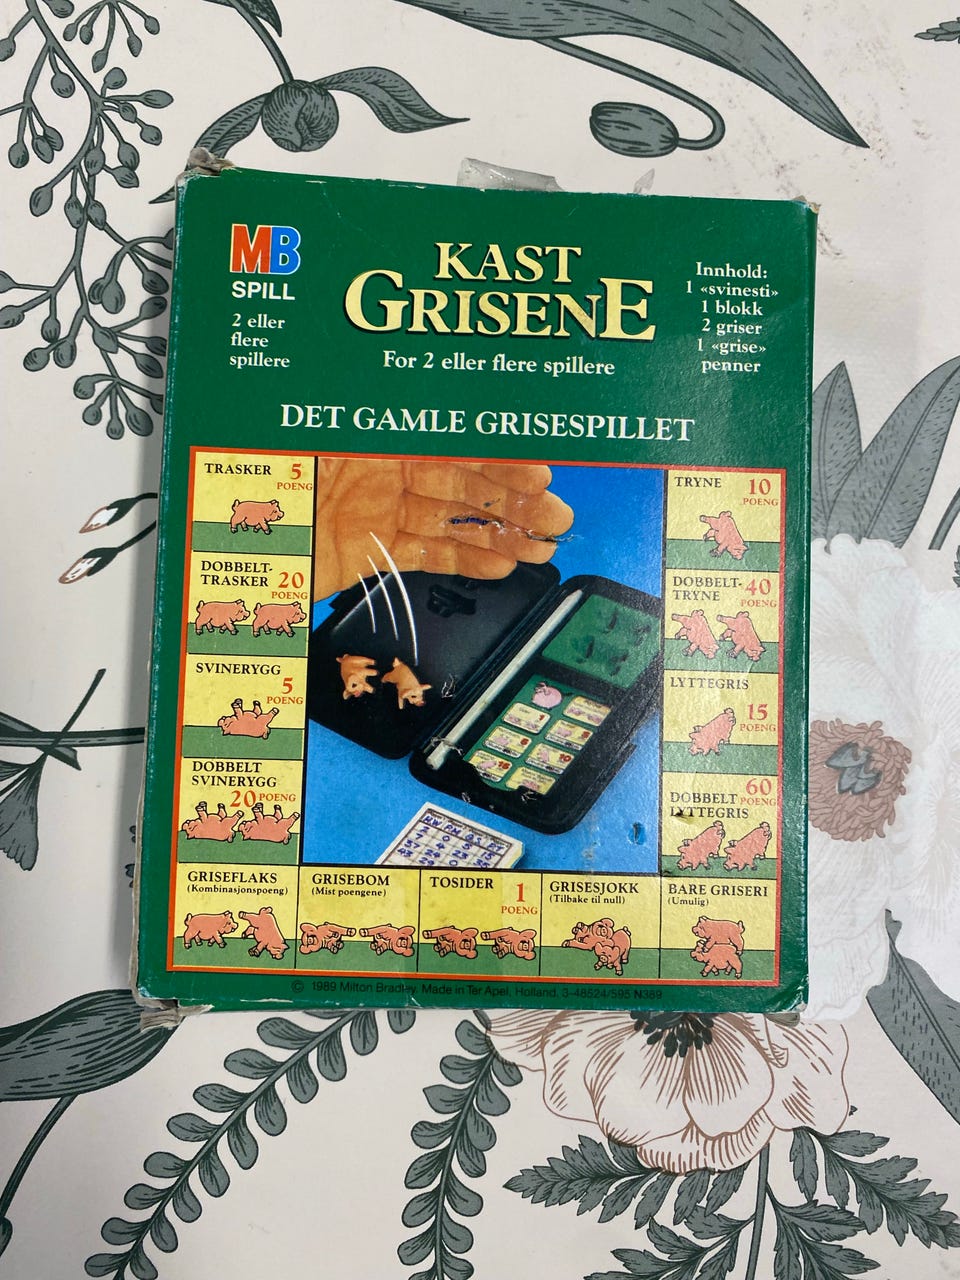 MB
SPILL
2 eller
flere
spillere
KAST
GRISENE
For 2 eller flere spillere
Innhold:
1 «svinesti»
1 blokk
2 griser
1 «grise»
penner
DET GAMLE GRISESPILLET
TRASKER 5
POENG
DOBBELT-
TRASKER 20
POENG
SVINERYGG
5
POENG
DOBBELT
SVINERYGG
20 POENG
TRYNE 10
POENG
DOBBELT-
TRYNE 40
POENG
LYTTEGRIS
15
POENG
DOBBELT 60
LYTTEGRIS POENG
GRISEFLAKS
(Kombinasjonspoeng)
GRISEBOM
(Mist poengene)
TOSIDER 1
POENG
GRISESJOKK
(Tilbake til null)
BARE GRISERI
(Umulig)
© 1989 Milton Bradley. Made in Ter Apel, Holland. 3-48524/595 N389